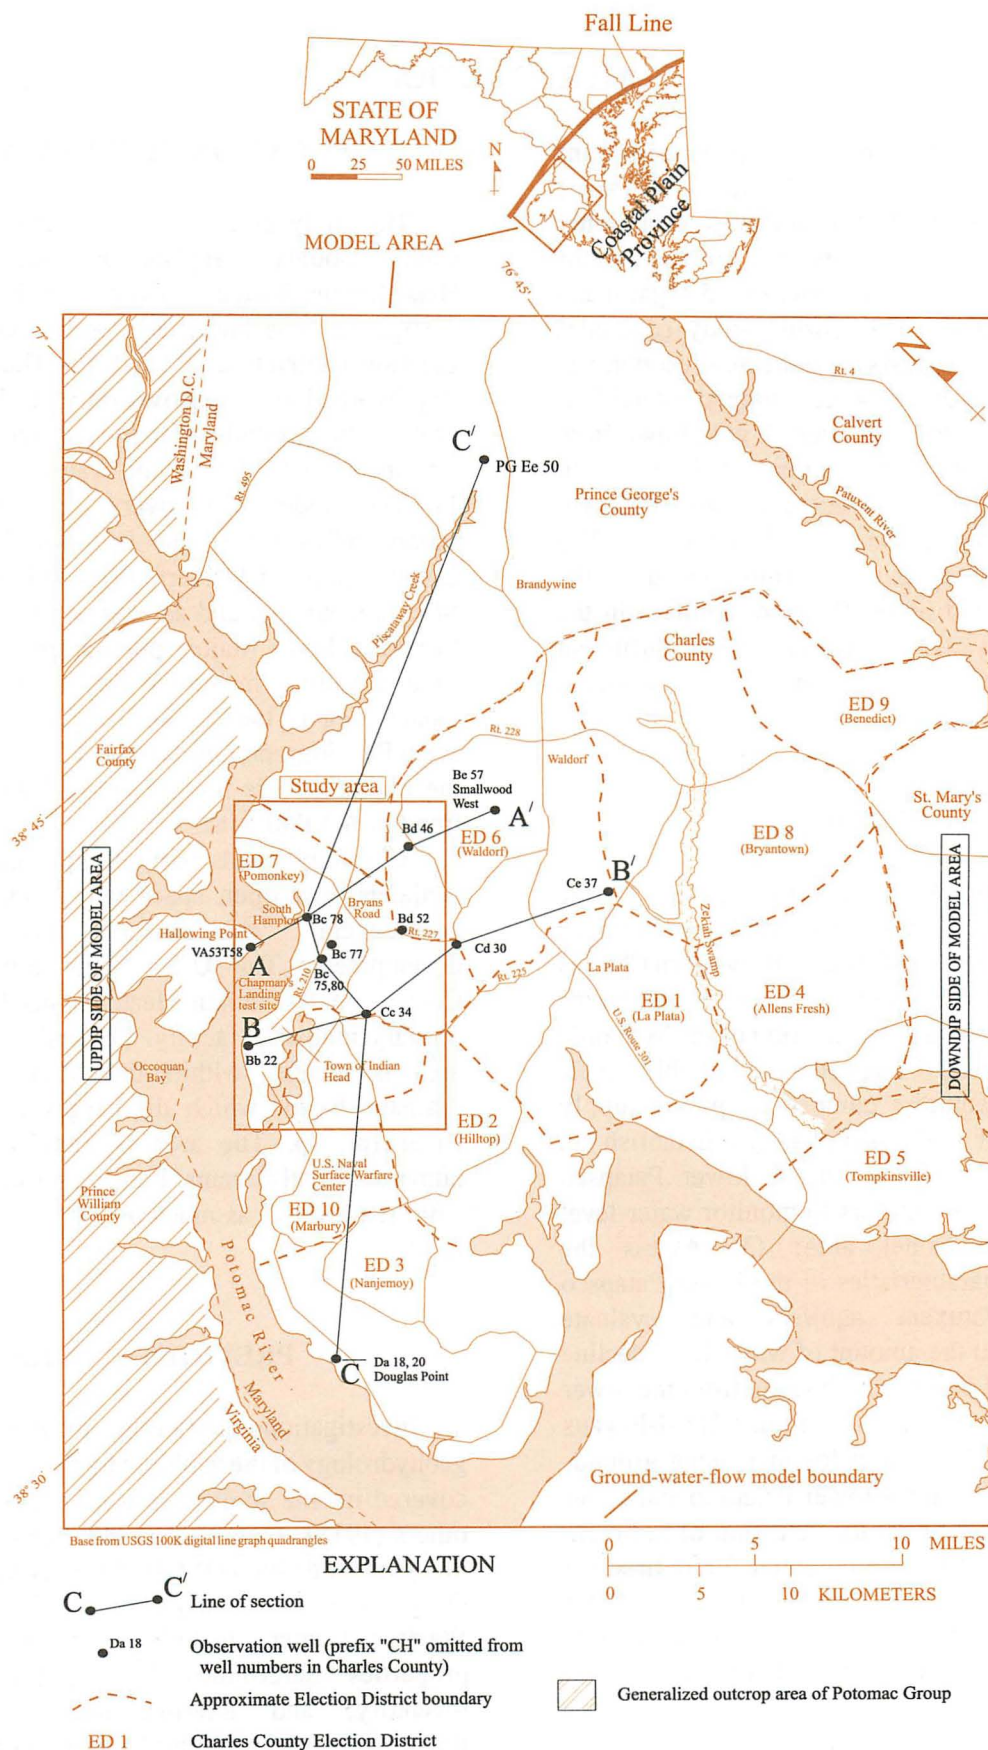 Fall Line
STATE OF
MARYLAND
0 25 50 MILES
N
Coastal Plain
Province
MODEL AREA
76° 45'
77°
N
Rt. 4
Washington D.C.
Maryland
Calvert
County
C'
PG Ee 50
Rt. 495
Prince George's
County
Patuxent River
Brandywine
Piscataway Creek
Charles
County
ED 9
(Benedict)
Fairfax
County
Rt. 228
Waldorf
Study area
Be 57
Smallwood
West
A'
St. Mary's
County
38° 45'
Bd 46
ED 6
(Waldorf)
ED 8
(Bryantown)
ED 7
(Pomonkey)
B'
Ce 37
UPDIP SIDE OF MODEL AREA
DOWNDIP SIDE OF MODEL AREA
South
Hampton
Bc 78
Bryans
Road
Bd 52
Rt. 227
Zekiah Swamp
Hallowing Point
VA53T58
A
Bc 77
Cd 30
Bc
75,80
Chapman's
Landing
test site
Rt. 210
La Plata
Rt. 225
Cc 34
ED 1
(La Plata)
ED 4
(Allens Fresh)
B
Bb 22
U.S. Route 301
Occoquan
Bay
Town of Indian
Head
ED 2
(Hilltop)
ED 5
(Tompkinsville)
U.S. Naval
Surface Warfare
Center
Prince
William
County
ED 10
(Marbury)
ED 3
(Nanjemoy)
Potomac River
C
Da 18, 20
Douglas Point
Maryland
Virginia
38° 30'
Ground-water-flow model boundary
Base from USGS 100K digital line graph quadrangles
0 5 10 MILES
0 5 10 KILOMETERS
EXPLANATION
C C' Line of section
Da 18 Observation well (prefix "CH" omitted from
well numbers in Charles County)
Approximate Election District boundary
Generalized outcrop area of Potomac Group
ED 1 Charles County Election District